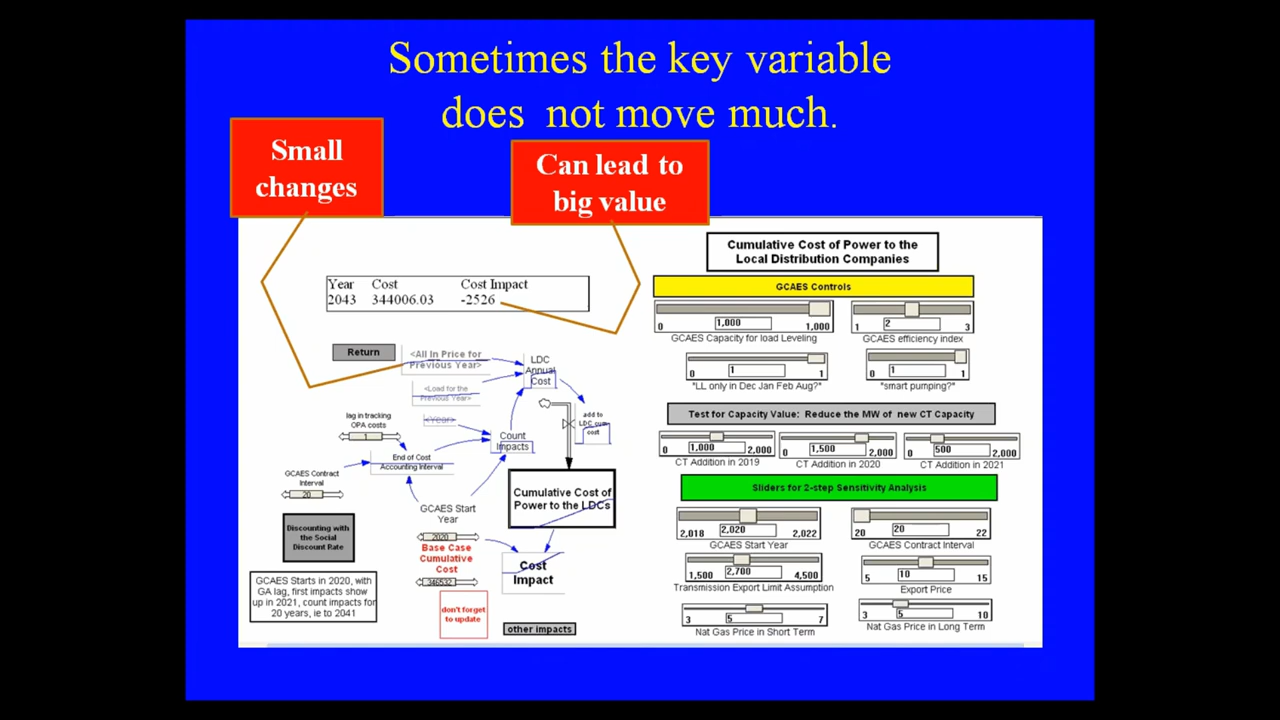 Sometimes the key variable
does not move much.
Small
changes
Can lead to
big value
Year Cost Cost Impact
2043 344006.03 -2526
Return
<All In Price for
Previous Year>
<Load for the
Previous Year>
<Year>
LDC
Annual
Cost
lag in tracking
OPA costs
1
End of Cost
Accounting Interval
Count
Impacts
add to
LDC cum
cost
GCAES Contract
Interval
20
GCAES Start
Year
2020
Cumulative Cost of
Power to the LDCs
Discounting with
the Social
Discount Rate
Base Case
Cumulative
Cost
346532
Cost
Impact
GCAES Starts in 2020, with
GA lag, first impacts show
up in 2021, count impacts for
20 years, ie to 2041
don't forget
to update
other impacts
Cumulative Cost of Power to the
Local Distribution Companies
GCAES Controls
0 1,000 1,000
GCAES Capacity for load Leveling
1 2 3
GCAES efficiency index
0 1 1
"LL only in Dec Jan Feb Aug?"
0 1 1
"smart pumping?"
Test for Capacity Value: Reduce the MW of new CT Capacity
0 1,000 2,000
CT Addition in 2019
0 1,500 2,000
CT Addition in 2020
0 500 2,000
CT Addition in 2021
Sliders for 2-step Sensitivity Analysis
2,018 2,020 2,022
GCAES Start Year
20 20 22
GCAES Contract Interval
1,500 2,700 4,500
Transmission Export Limit Assumption
5 10 15
Export Price
3 5 7
Nat Gas Price in Short Term
3 5 10
Nat Gas Price in Long Term